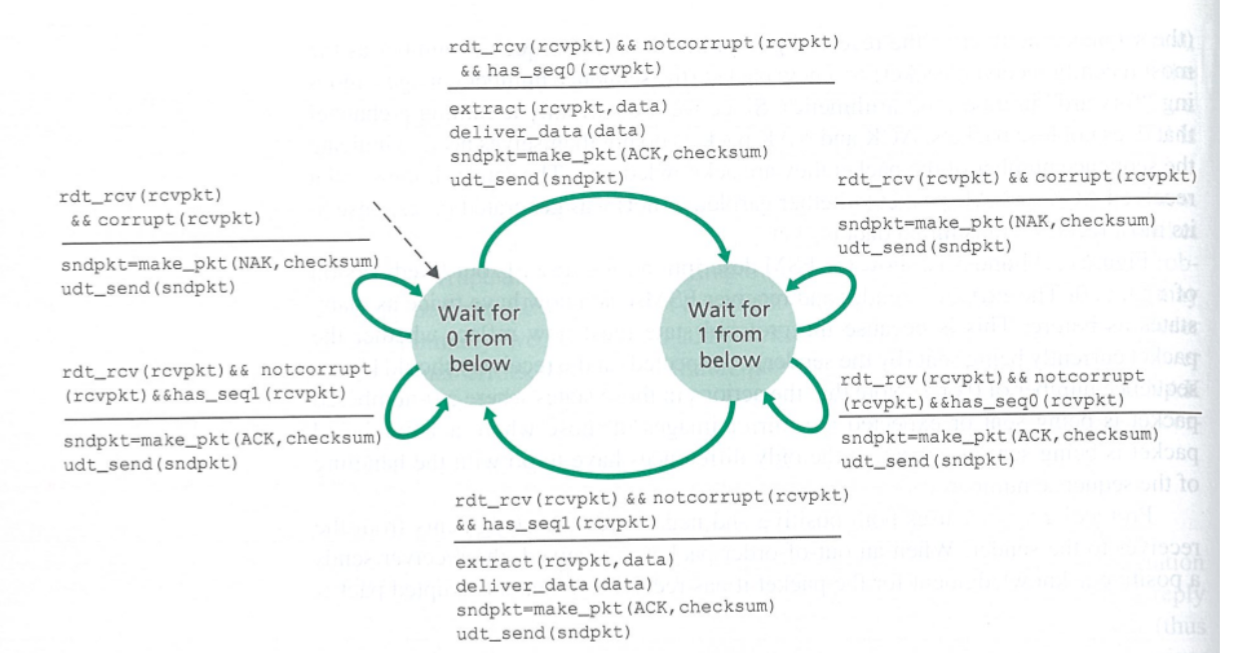 rdt_rcv(rcvpkt)&& notcorrupt(rcvpkt)
&& has_seq0(rcvpkt)
extract(rcvpkt,data)
deliver_data(data)
sndpkt=make_pkt(ACK,checksum)
udt_send(sndpkt)
rdt_rcv(rcvpkt)
&& corrupt(rcvpkt)
sndpkt=make_pkt(NAK,checksum)
udt_send(sndpkt)
rdt_rcv(rcvpkt) && corrupt(rcvpkt)
sndpkt=make_pkt(NAK,checksum)
udt_send(sndpkt)
Wait for
0 from
below
Wait for
1 from
below
rdt_rcv(rcvpkt)&& notcorrupt
(rcvpkt)&&has_seq1(rcvpkt)
sndpkt=make_pkt(ACK,checksum)
udt_send(sndpkt)
rdt_rcv(rcvpkt)&& notcorrupt
(rcvpkt)&&has_seq0(rcvpkt)
sndpkt=make_pkt(ACK,checksum)
udt_send(sndpkt)
rdt_rcv(rcvpkt) && notcorrupt(rcvpkt)
&& has_seq1(rcvpkt)
extract(rcvpkt,data)
deliver_data(data)
sndpkt=make_pkt(ACK,checksum)
udt_send(sndpkt)